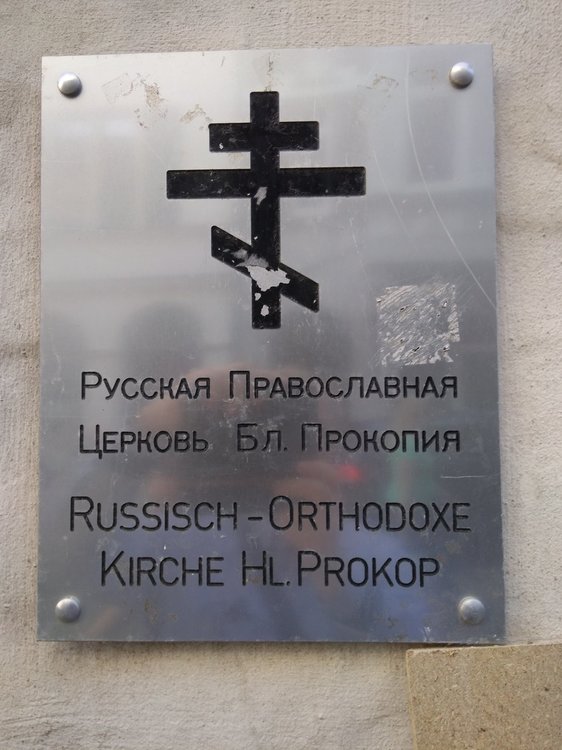 Русская Православная
Церковь Бл. Прокопия
Russisch-Orthodoxe
Kirche Hl. Prokop